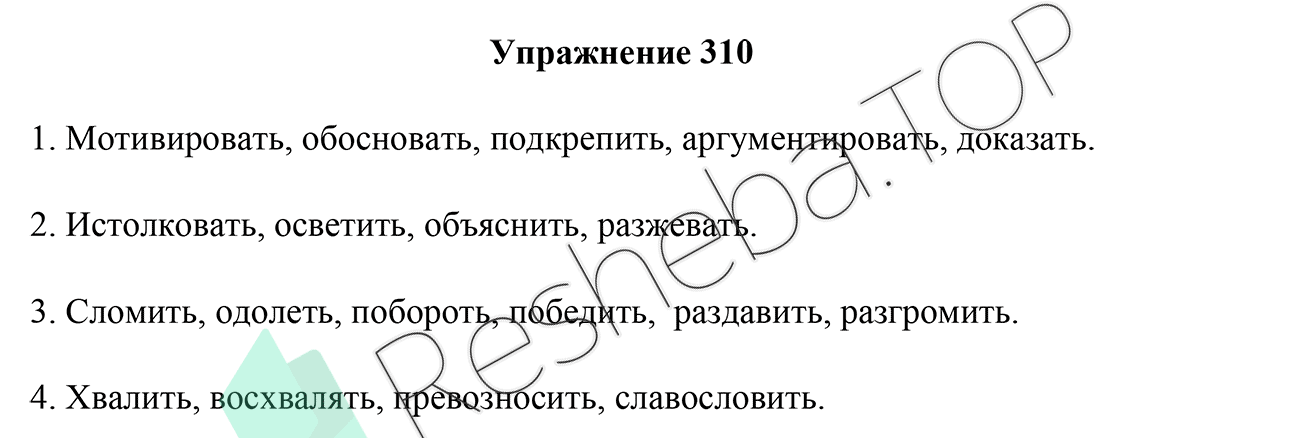 Упражнение 310
1. Мотивировать, обосновать, подкрепить, аргументировать, доказать.
2. Истолковать, осветить, объяснить, разжевать.
3. Сломить, одолеть, побороть, победить, раздавить, разгромить.
4. Хвалить, восхвалять, превозносить, славословить.
Resheba.TOP